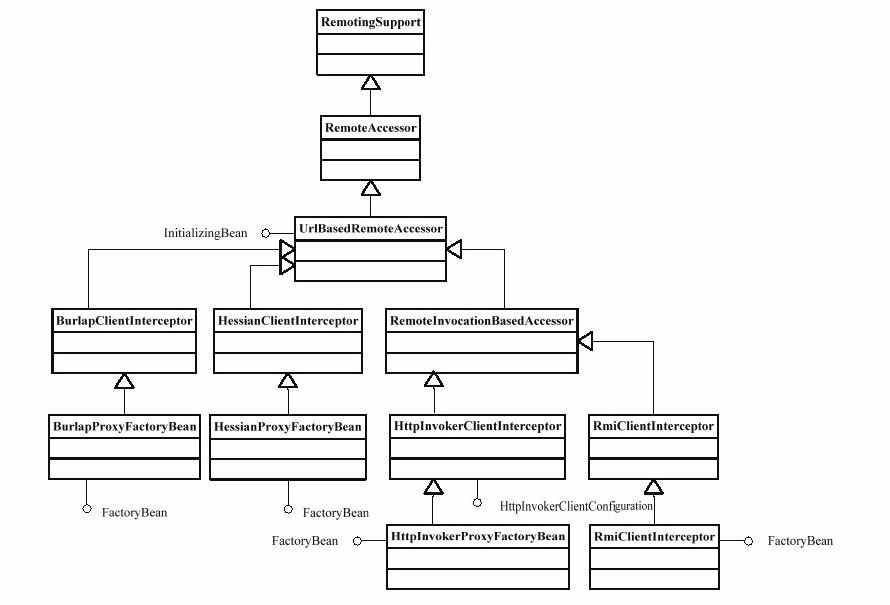 RemotingSupport
RemoteAccessor
UrlBasedRemoteAccessor
InitializingBean
BurlapClientInterceptor
HessianClientInterceptor
RemoteInvocationBasedAccessor
BurlapProxyFactoryBean
HessianProxyFactoryBean
HttpInvokerClientInterceptor
RmiClientInterceptor
FactoryBean
FactoryBean
HttpInvokerClientConfiguration
FactoryBean
HttpInvokerProxyFactoryBean
RmiClientInterceptor
FactoryBean